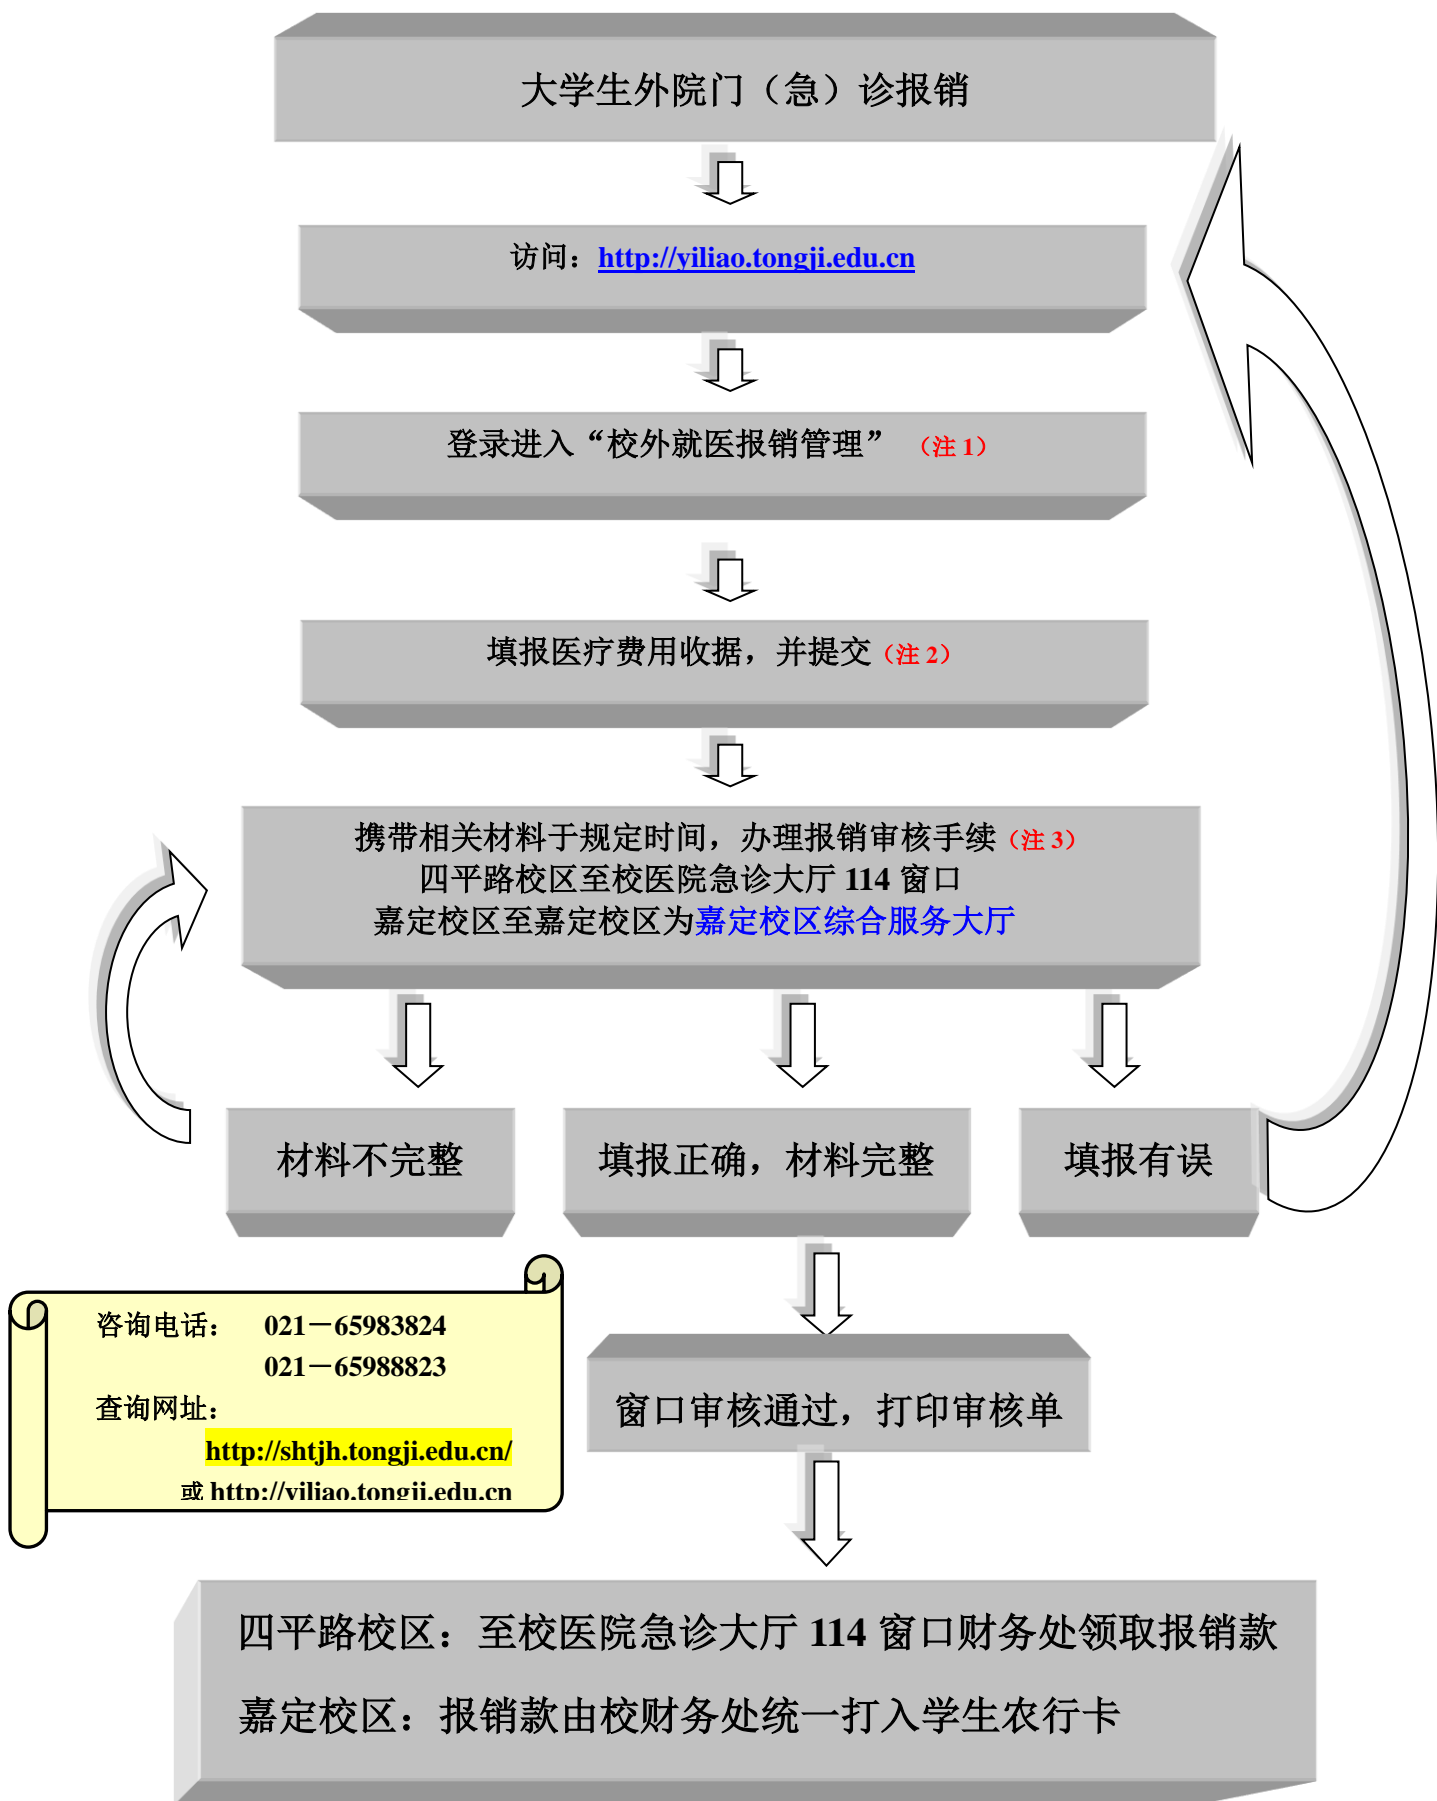 大学生外院门（急）诊报销
访问：http://yiliao.tongji.edu.cn
登录进入“校外就医报销管理” （注 1）
填报医疗费用收据，并提交（注 2）
携带相关材料于规定时间，办理报销审核手续（注 3）
四平路校区至校医院急诊大厅 114 窗口
嘉定校区至嘉定校区为嘉定校区综合服务大厅
材料不完整
填报正确，材料完整
填报有误
咨询电话： 021－65983824
021－65988823
查询网址：
http://shtjh.tongji.edu.cn/
或 http://yiliao.tongji.edu.cn
窗口审核通过，打印审核单
四平路校区：至校医院急诊大厅 114 窗口财务处领取报销款
嘉定校区：报销款由校财务处统一打入学生农行卡